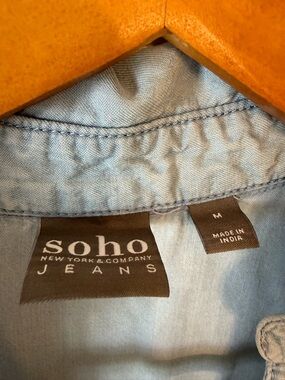 soho
NEW YORK & COMPANY
JEANS
M
MADE IN
INDIA